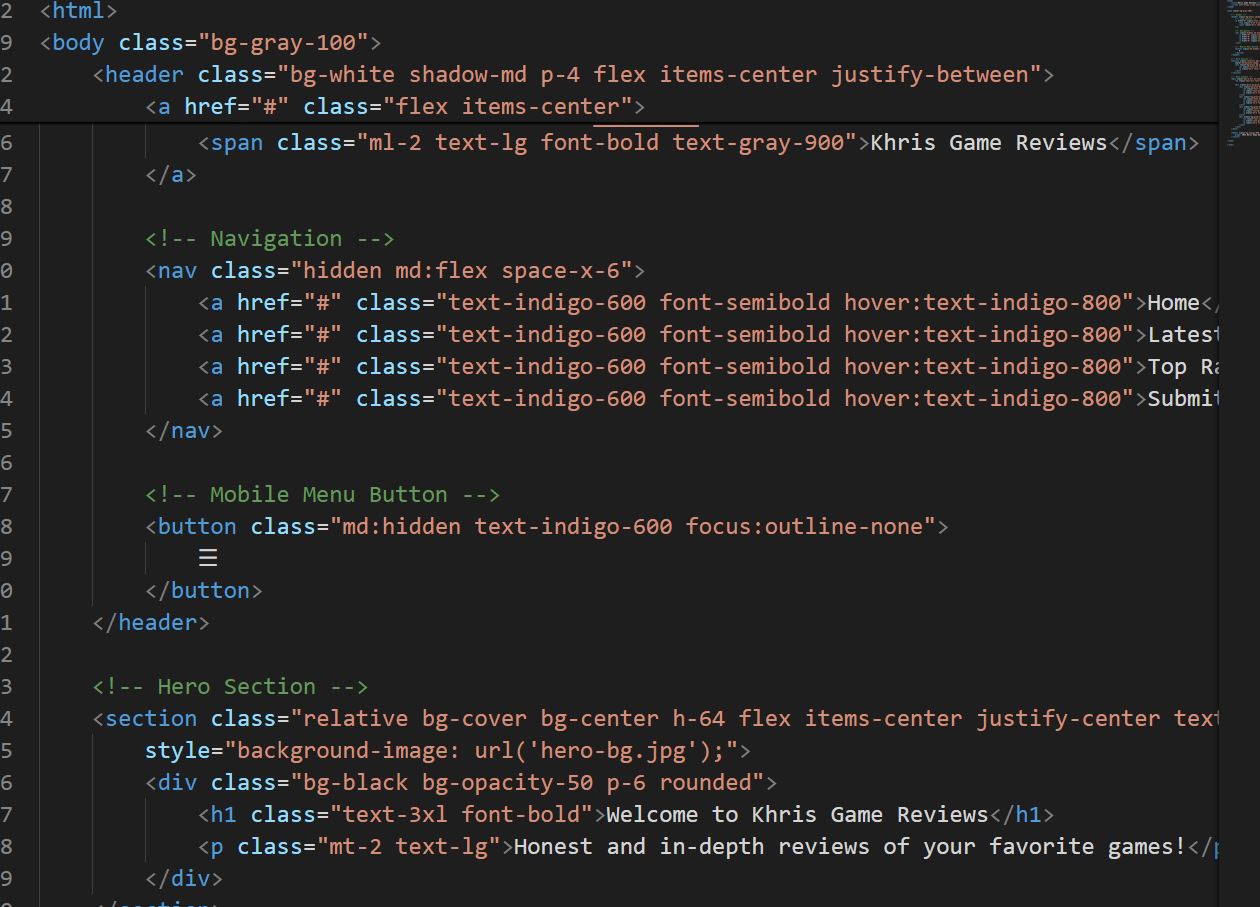 2 <html>
9 <body class="bg-gray-100">
2 <header class="bg-white shadow-md p-4 flex items-center justify-between">
4 <a href="#" class="flex items-center">
6 <span class="ml-2 text-lg font-bold text-gray-900">Khris Game Reviews</span>
7 </a>
8
9 <!-- Navigation -->
0 <nav class="hidden md:flex space-x-6">
1 <a href="#" class="text-indigo-600 font-semibold hover:text-indigo-800">Home</
2 <a href="#" class="text-indigo-600 font-semibold hover:text-indigo-800">Latest
3 <a href="#" class="text-indigo-600 font-semibold hover:text-indigo-800">Top Ra
4 <a href="#" class="text-indigo-600 font-semibold hover:text-indigo-800">Submit
5 </nav>
6
7 <!-- Mobile Menu Button -->
8 <button class="md:hidden text-indigo-600 focus:outline-none">
9 ☰
0 </button>
1 </header>
2
3 <!-- Hero Section -->
4 <section class="relative bg-cover bg-center h-64 flex items-center justify-center text
5 style="background-image: url('hero-bg.jpg');">
6 <div class="bg-black bg-opacity-50 p-6 rounded">
7 <h1 class="text-3xl font-bold">Welcome to Khris Game Reviews</h1>
8 <p class="mt-2 text-lg">Honest and in-depth reviews of your favorite games!</p
9 </div>